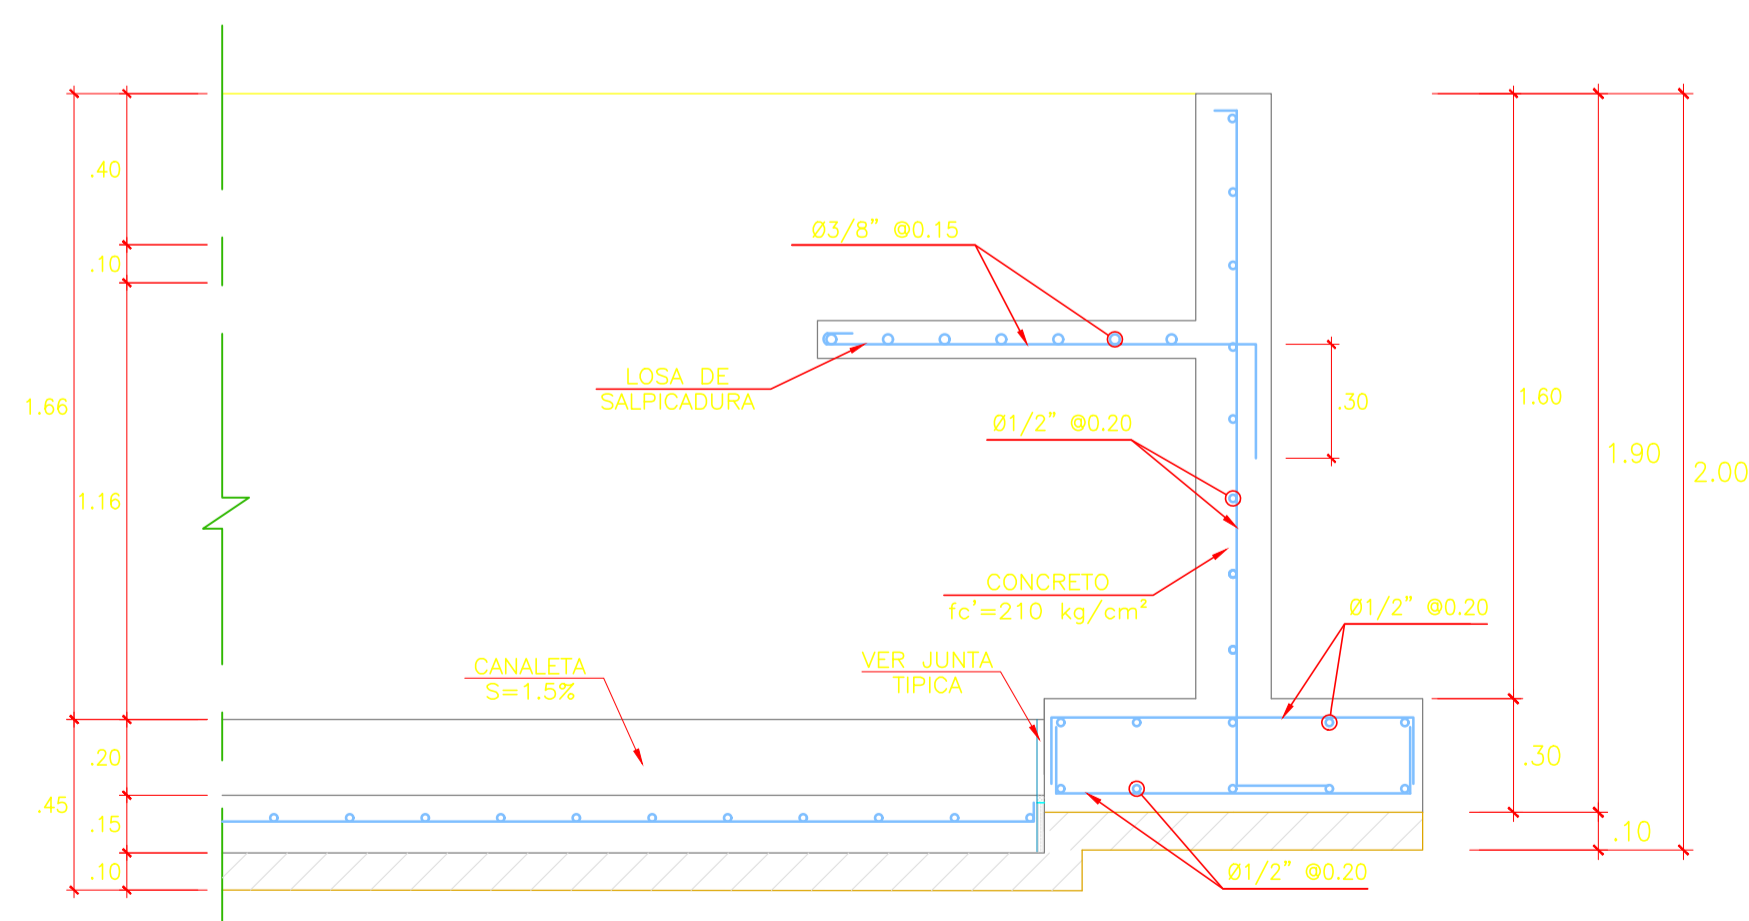 .40
.10
1.66
1.16
.20
.45
.15
.10
Ø3/8" @0.15
LOSA DE
SALPICADURA
Ø1/2" @0.20
CONCRETO
fc'=210 kg/cm²
CANALETA
S=1.5%
VER JUNTA
TIPICA
Ø1/2" @0.20
Ø1/2" @0.20
.30
1.60
1.90
2.00
.30
.10